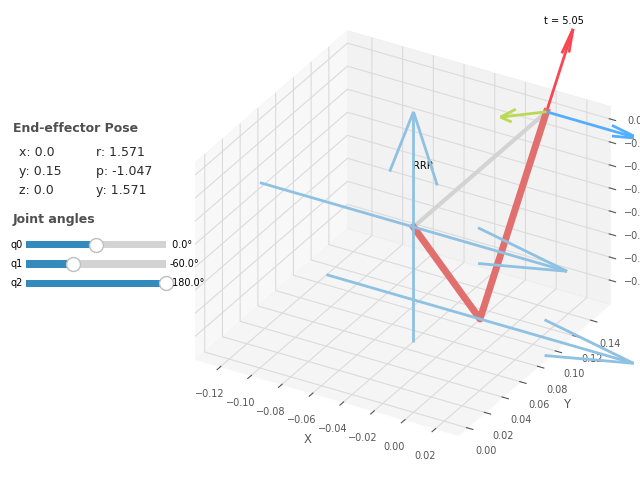 t = 5.05
End-effector Pose
x: 0.0 r: 1.571
y: 0.15 p: -1.047
z: 0.0 y: 1.571
Joint angles
q0 0.0°
q1 -60.0°
q2 180.0°
−0.12
−0.10
−0.08
−0.06
−0.04
−0.02
0.00
0.02
X
0.00
0.02
0.04
0.06
0.08
0.10
0.12
0.14
Y